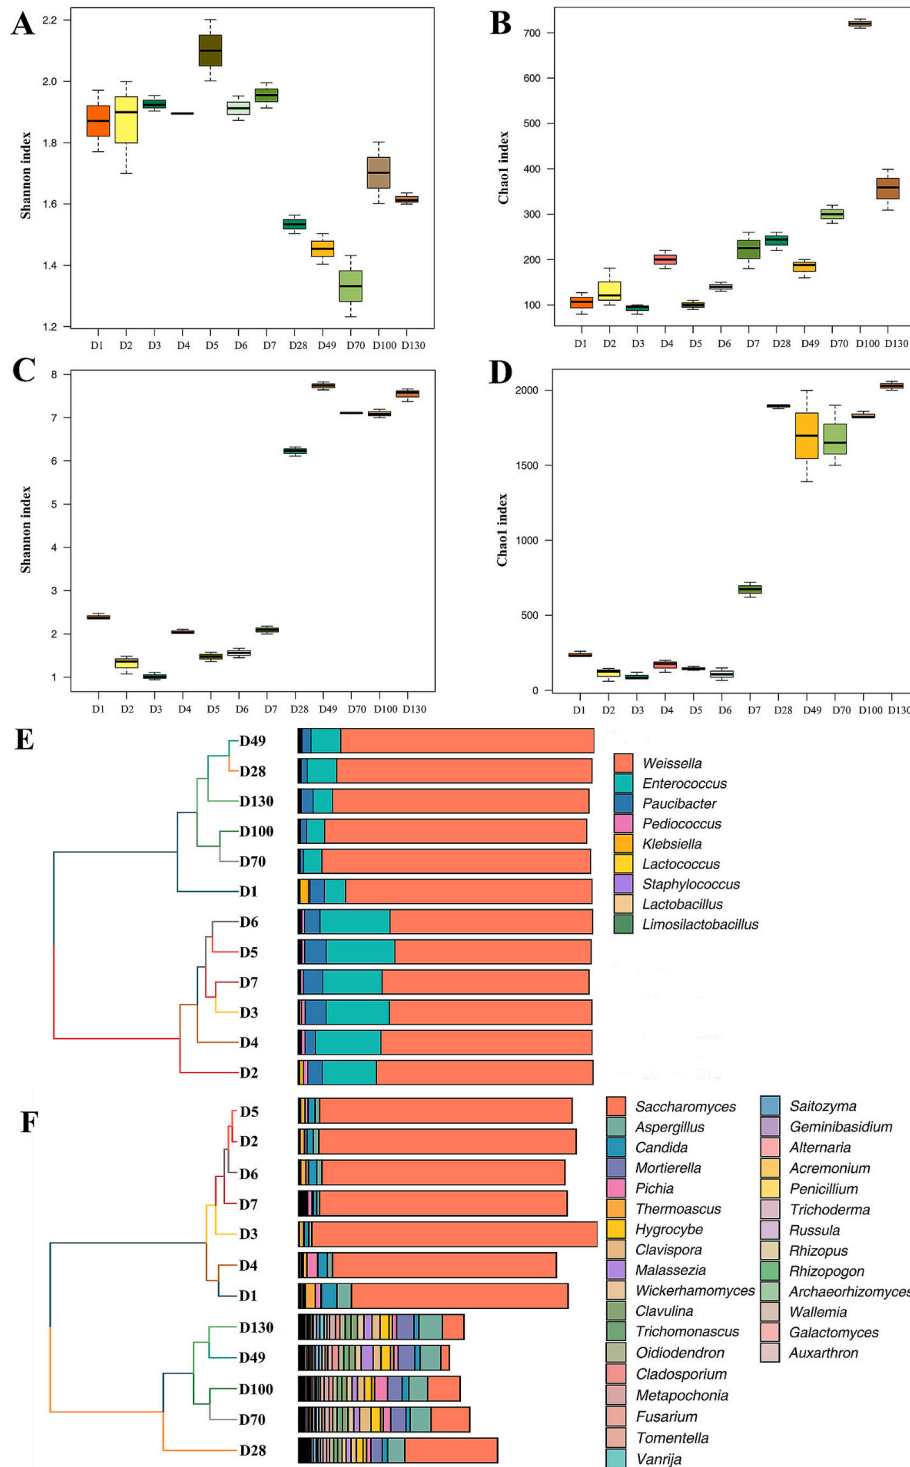 A
Shannon index
2.2
2.0
1.8
1.6
1.4
1.2
D1 D2 D3 D4 D5 D6 D7 D28 D49 D70 D100 D130
B
Chao1 index
700
600
500
400
300
200
100
D1 D2 D3 D4 D5 D6 D7 D28 D49 D70 D100 D130
C
Shannon index
8
7
6
5
4
3
2
1
D1 D2 D3 D4 D5 D6 D7 D28 D49 D70 D100 D130
D
Chao1 index
2000
1500
1000
500
0
D1 D2 D3 D4 D5 D6 D7 D28 D49 D70 D100 D130
E
D49
D28
D130
D100
D70
D1
D6
D5
D7
D3
D4
D2
Weissella
Enterococcus
Paucibacter
Pediococcus
Klebsiella
Lactococcus
Staphylococcus
Lactobacillus
Limosilactobacillus
F
D5
D2
D6
D7
D3
D4
D1
D130
D49
D100
D70
D28
Saccharomyces
Aspergillus
Candida
Mortierella
Pichia
Thermoascus
Hygrocybe
Clavispora
Malassezia
Wickerhamomyces
Clavulina
Trichomonascus
Oidiodendron
Cladosporium
Metapochonia
Fusarium
Tomentella
Vanrija
Saitozyma
Geminibasidium
Alternaria
Acremonium
Penicillium
Trichoderma
Russula
Rhizopus
Rhizopogon
Archaeorhizomyces
Wallemia
Galactomyces
Auxarthron